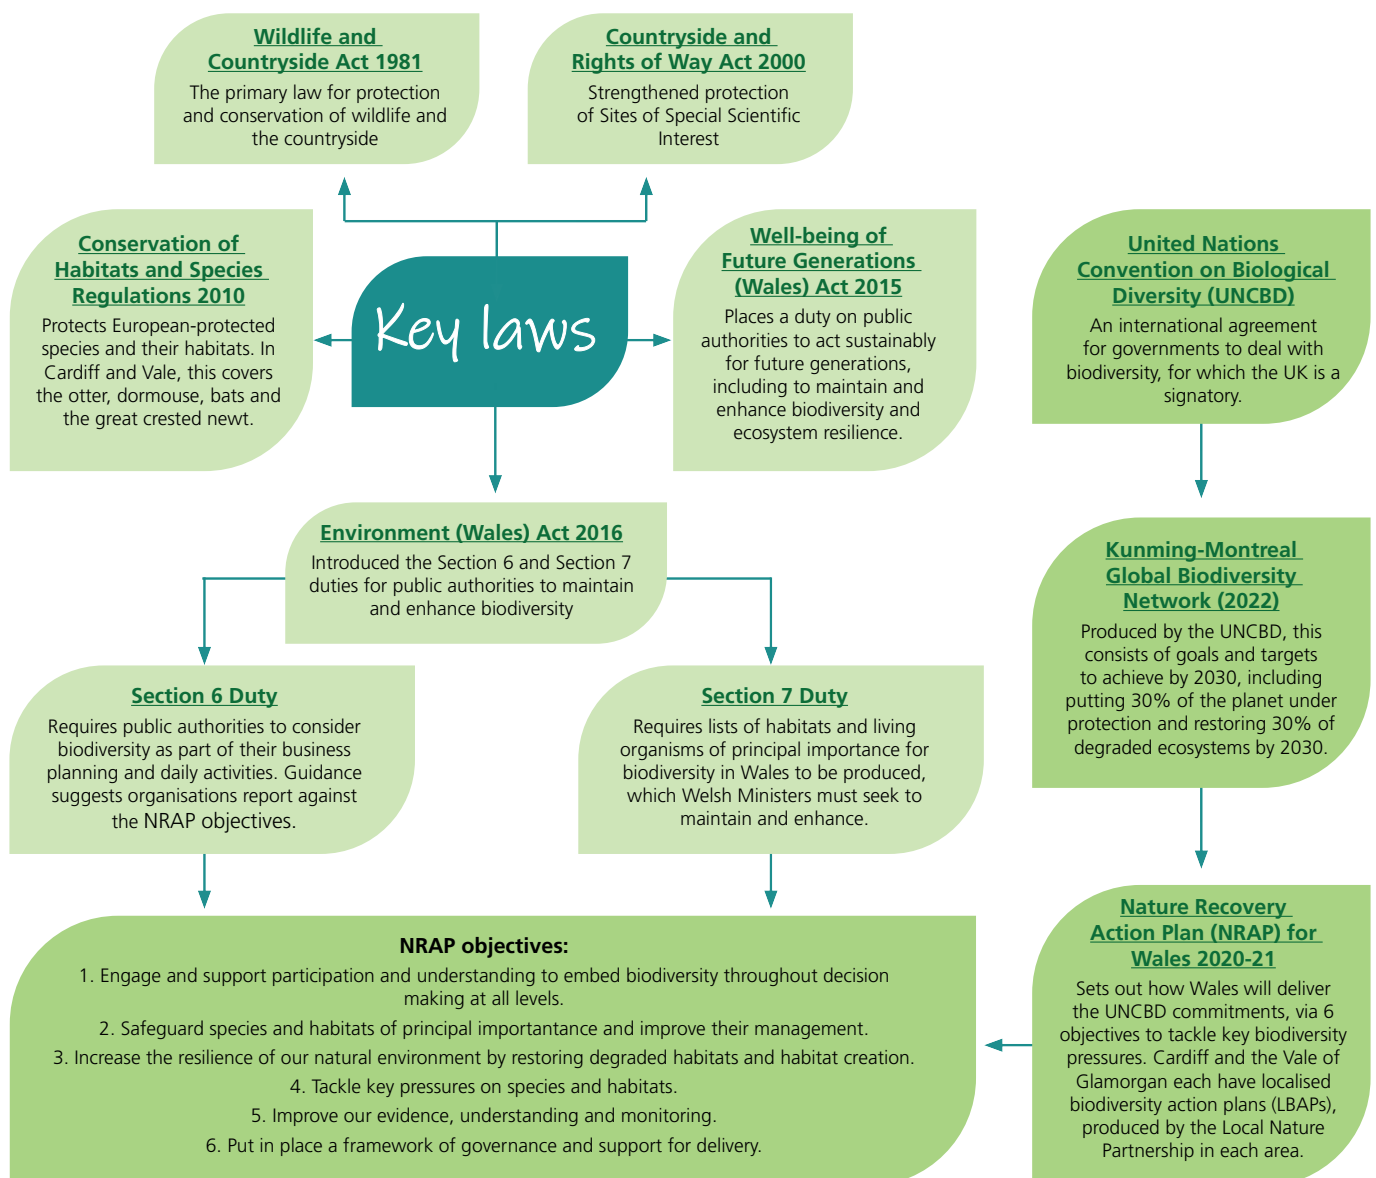 Wildlife and
Countryside Act 1981
The primary law for protection
and conservation of wildlife and
the countryside
Countryside and
Rights of Way Act 2000
Strengthened protection
of Sites of Special Scientific
Interest
Conservation of
Habitats and Species
Regulations 2010
Protects European-protected
species and their habitats. In
Cardiff and Vale, this covers
the otter, dormouse, bats and
the great crested newt.
Key laws
Well-being of
Future Generations
(Wales) Act 2015
Places a duty on public
authorities to act sustainably
for future generations,
including to maintain and
enhance biodiversity and
ecosystem resilience.
United Nations
Convention on Biological
Diversity (UNCBD)
An international agreement
for governments to deal with
biodiversity, for which the UK is a
signatory.
Environment (Wales) Act 2016
Introduced the Section 6 and Section 7
duties for public authorities to maintain
and enhance biodiversity
Kunming-Montreal
Global Biodiversity
Network (2022)
Produced by the UNCBD, this
consists of goals and targets
to achieve by 2030, including
putting 30% of the planet under
protection and restoring 30% of
degraded ecosystems by 2030.
Section 6 Duty
Requires public authorities to consider
biodiversity as part of their business
planning and daily activities. Guidance
suggests organisations report against
the NRAP objectives.
Section 7 Duty
Requires lists of habitats and living
organisms of principal importance for
biodiversity in Wales to be produced,
which Welsh Ministers must seek to
maintain and enhance.
NRAP objectives:
1. Engage and support participation and understanding to embed biodiversity throughout decision
making at all levels.
2. Safeguard species and habitats of principal importantance and improve their management.
3. Increase the resilience of our natural environment by restoring degraded habitats and habitat creation.
4. Tackle key pressures on species and habitats.
5. Improve our evidence, understanding and monitoring.
6. Put in place a framework of governance and support for delivery.
Nature Recovery
Action Plan (NRAP) for
Wales 2020-21
Sets out how Wales will deliver
the UNCBD commitments, via 6
objectives to tackle key biodiversity
pressures. Cardiff and the Vale of
Glamorgan each have localised
biodiversity action plans (LBAPs),
produced by the Local Nature
Partnership in each area.